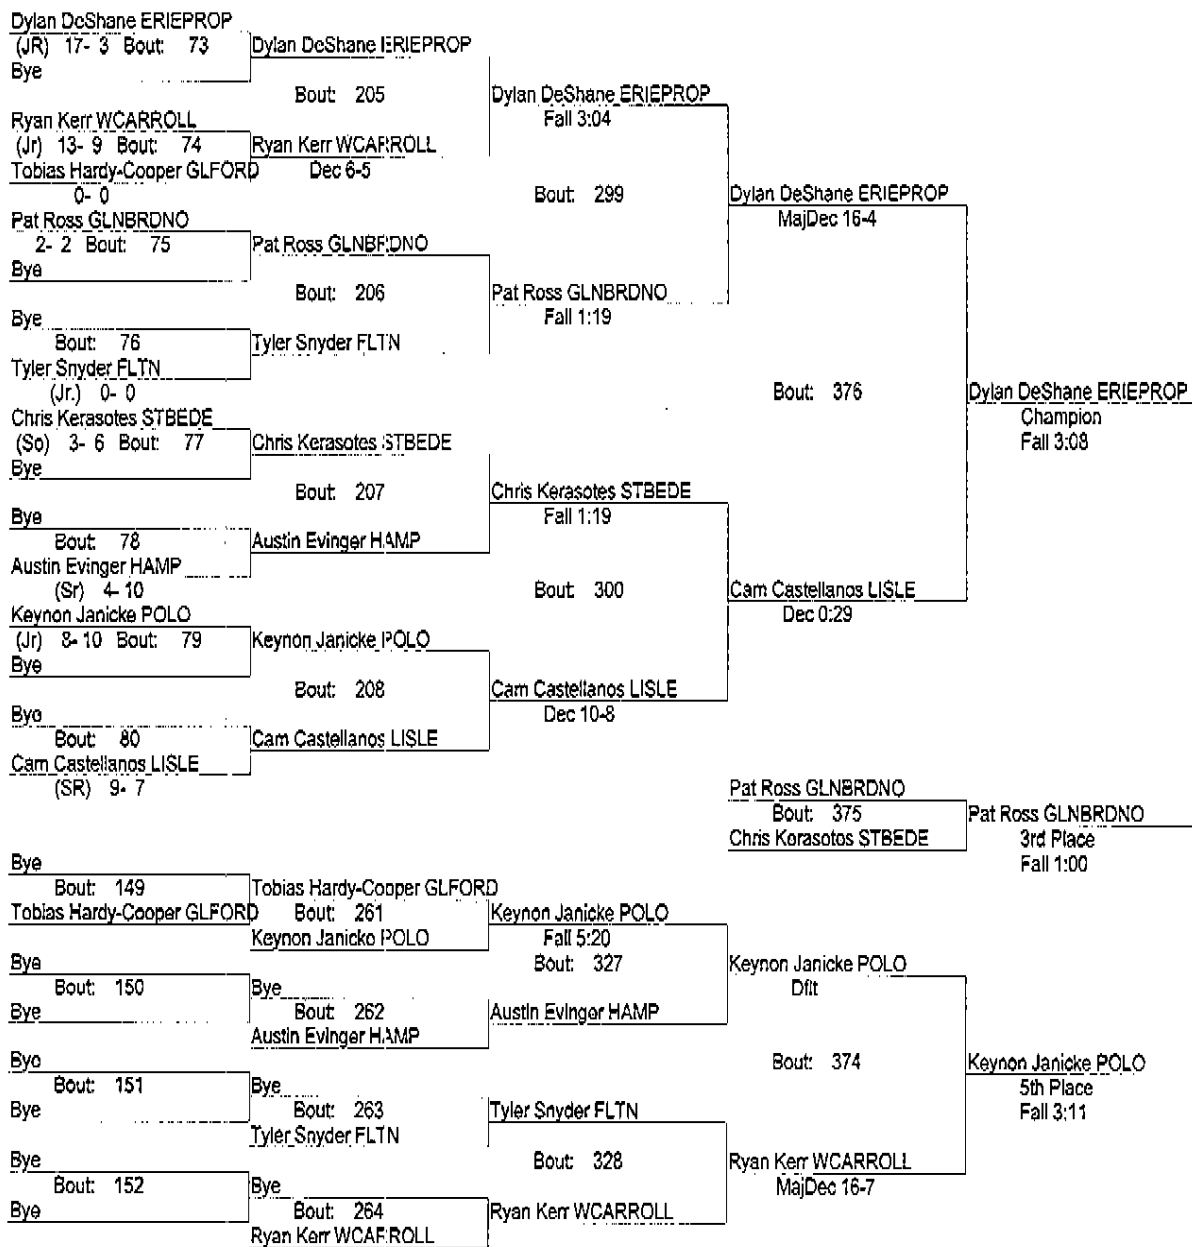 Dylan DeShane ERIEPROP
(JR) 17- 3 Bout: 73
Bye
Dylan DeShane ERIEPROP
Bout: 205
Ryan Kerr WCARROLL
(Jr) 13- 9 Bout: 74
Tobias Hardy-Cooper GLFORD
0- 0
Ryan Kerr WCARROLL
Dec 6-5
Dylan DeShane ERIEPROP
Fall 3:04
Bout: 299
Pat Ross GLNBRDNO
2- 2 Bout: 75
Bye
Pat Ross GLNBRDNO
Bout: 206
Bye
Bout: 76
Tyler Snyder FLTN
(Jr.) 0- 0
Tyler Snyder FLTN
Pat Ross GLNBRDNO
Fall 1:19
Dylan DeShane ERIEPROP
MajDec 16-4
Bout: 376
Dylan DeShane ERIEPROP
Champion
Fall 3:08
Chris Kerasotes STBEDE
(So) 3- 6 Bout: 77
Bye
Chris Kerasotes STBEDE
Bout: 207
Bye
Bout: 78
Austin Evinger HAMP
(Sr) 4- 10
Austin Evinger HAMP
Chris Kerasotes STBEDE
Fall 1:19
Bout: 300
Keynon Janicke POLO
(Jr) 8- 10 Bout: 79
Bye
Keynon Janicke POLO
Bout: 208
Bye
Bout: 80
Cam Castellanos LISLE
(SR) 9- 7
Cam Castellanos LISLE
Cam Castellanos LISLE
Dec 10-8
Cam Castellanos LISLE
Dec 0:29
Pat Ross GLNBRDNO
Bout: 375
Chris Kerasotes STBEDE
Pat Ross GLNBRDNO
3rd Place
Fall 1:00
Bye
Bout: 149
Tobias Hardy-Cooper GLFORD
Tobias Hardy-Cooper GLFORD
Bout: 261
Keynon Janicke POLO
Keynon Janicke POLO
Fall 5:20
Bout: 327
Bye
Bout: 150
Bye
Bye
Bout: 262
Austin Evinger HAMP
Austin Evinger HAMP
Keynon Janicke POLO
Dflt
Bout: 374
Keynon Janicke POLO
5th Place
Fall 3:11
Bye
Bout: 151
Bye
Bye
Bout: 263
Tyler Snyder FLTN
Tyler Snyder FLTN
Bout: 328
Bye
Bout: 152
Bye
Bye
Bout: 264
Ryan Kerr WCARROLL
Ryan Kerr WCARROLL
Ryan Kerr WCARROLL
MajDec 16-7